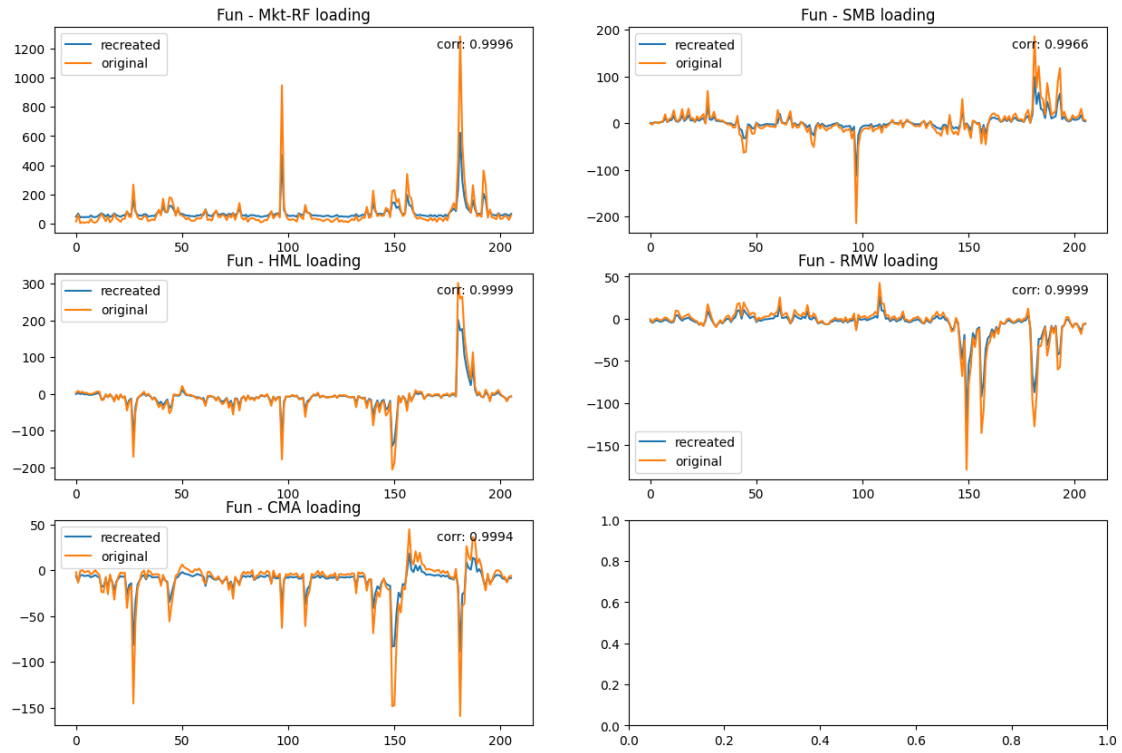 Fun - Mkt-RF loading
recreated
original
corr: 0.9996
1200
1000
800
600
400
200
0
0 50 100 150 200
Fun - SMB loading
recreated
original
corr: 0.9966
200
100
0
−100
−200
0 50 100 150 200
Fun - HML loading
recreated
original
corr: 0.9999
300
200
100
0
−100
−200
0 50 100 150 200
Fun - RMW loading
corr: 0.9999
recreated
original
50
0
−50
−100
−150
0 50 100 150 200
Fun - CMA loading
recreated
original
corr: 0.9994
50
0
−50
−100
−150
0 50 100 150 200
1.0
0.8
0.6
0.4
0.2
0.0
0.0 0.2 0.4 0.6 0.8 1.0